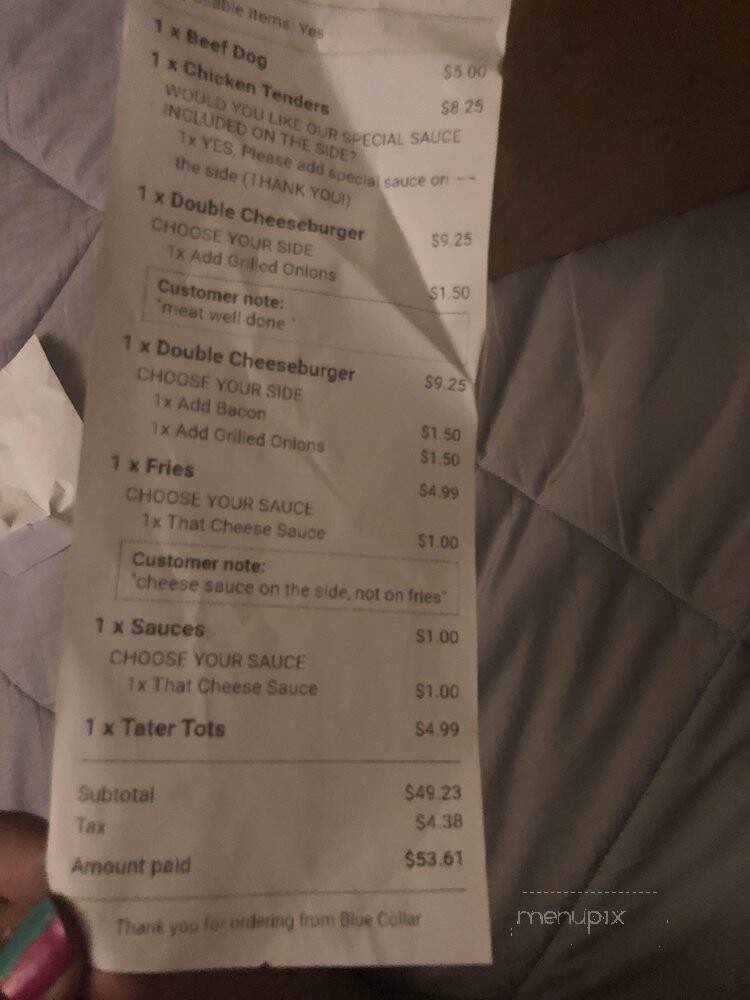 Items: Yes
1 x Beef Dog $5.00
1 x Chicken Tenders $8.25
WOULD YOU LIKE OUR SPECIAL SAUCE
INCLUDED ON THE SIDE?
1x YES, Please add special sauce on --
the side (THANK YOU!)
1 x Double Cheeseburger $9.25
CHOOSE YOUR SIDE
1x Add Grilled Onions $1.50
Customer note:
"meat well done "
1 x Double Cheeseburger $9.25
CHOOSE YOUR SIDE
1x Add Bacon $1.50
1x Add Grilled Onions $1.50
1 x Fries $4.99
CHOOSE YOUR SAUCE
1x That Cheese Sauce $1.00
Customer note:
"cheese sauce on the side, not on fries"
1 x Sauces $1.00
CHOOSE YOUR SAUCE
1x That Cheese Sauce $1.00
1 x Tater Tots $4.99
Subtotal $49.23
Tax $4.38
Amount paid $53.61
Thank you for ordering from Blue Collar
menupix